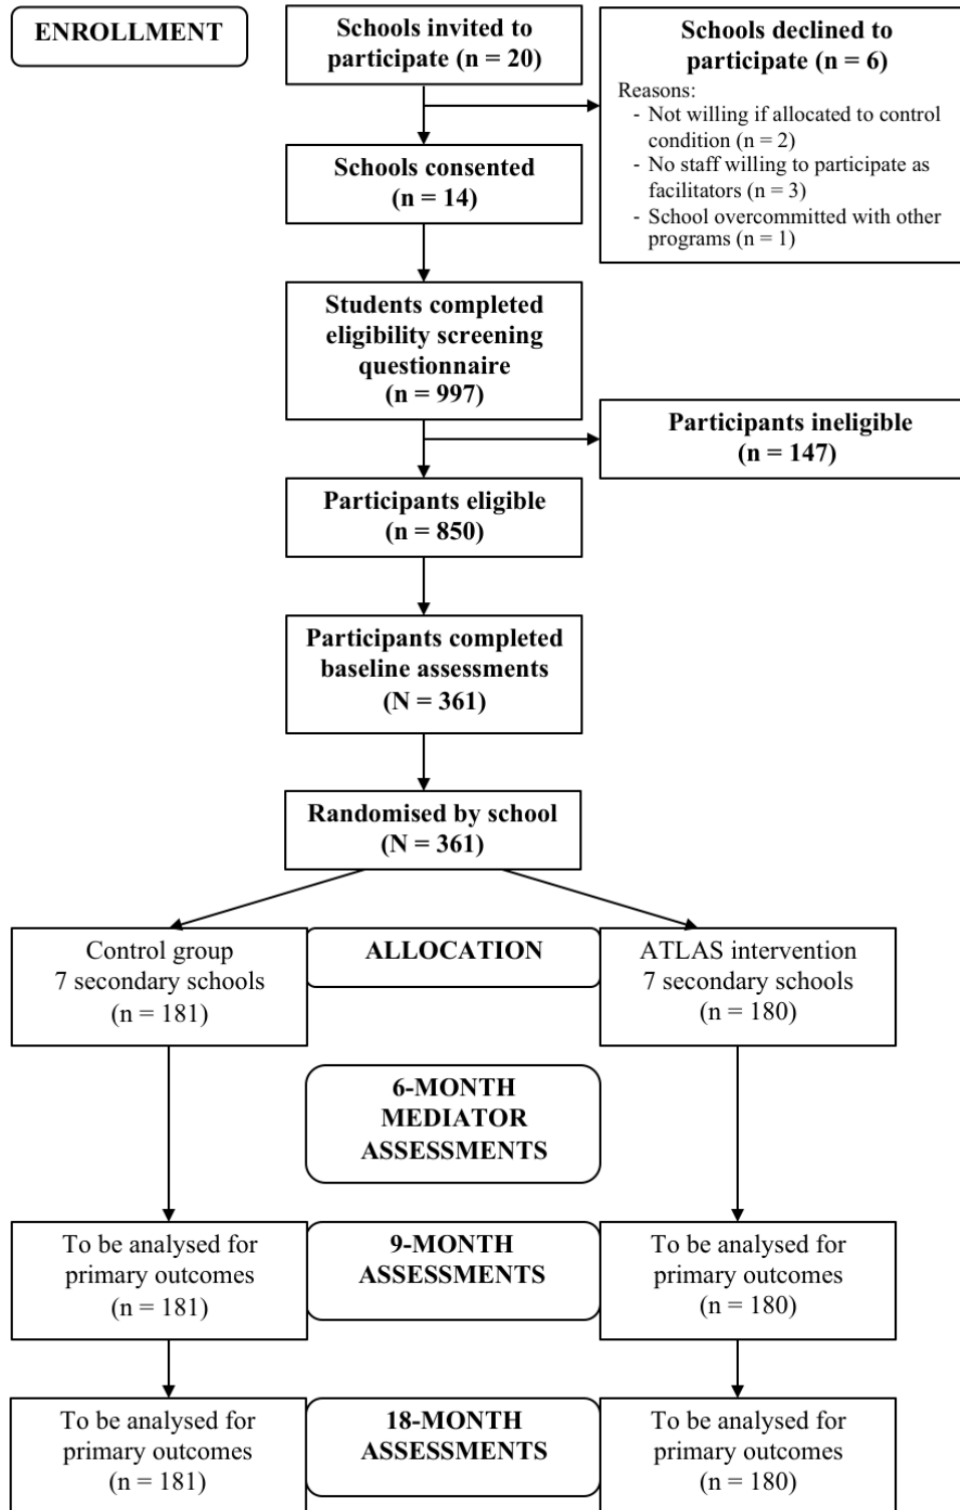 ENROLLMENT
Schools invited to
participate (n = 20)
Schools declined to
participate (n = 6)
Reasons:
- Not willing if allocated to control
condition (n = 2)
- No staff willing to participate as
facilitators (n = 3)
- School overcommitted with other
programs (n = 1)
Schools consented
(n = 14)
Students completed
eligibility screening
questionnaire
(n = 997)
Participants ineligible
(n = 147)
Participants eligible
(n = 850)
Participants completed
baseline assessments
(N = 361)
Randomised by school
(N = 361)
Control group
7 secondary schools
(n = 181)
ALLOCATION
ATLAS intervention
7 secondary schools
(n = 180)
6-MONTH
MEDIATOR
ASSESSMENTS
To be analysed for
primary outcomes
(n = 181)
9-MONTH
ASSESSMENTS
To be analysed for
primary outcomes
(n = 180)
To be analysed for
primary outcomes
(n = 181)
18-MONTH
ASSESSMENTS
To be analysed for
primary outcomes
(n = 180)